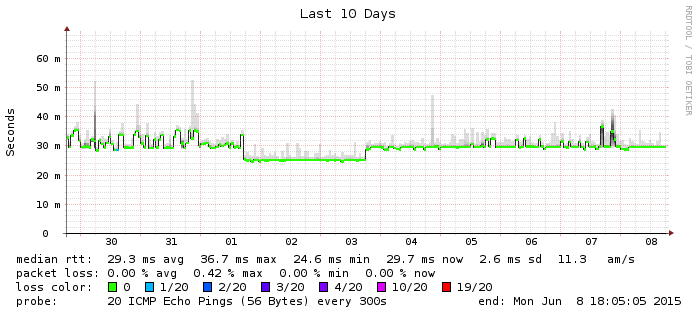 Last 10 Days
RRDTOOL / TOBI OETIKER
Seconds
60 m
50 m
40 m
30 m
20 m
10 m
0
30 31 01 02 03 04 05 06 07 08
median rtt: 29.3 ms avg 36.7 ms max 24.6 ms min 29.7 ms now 2.6 ms sd 11.3 am/s
packet loss: 0.00 % avg 0.42 % max 0.00 % min 0.00 % now
loss color: 0 1/20 2/20 3/20 4/20 10/20 19/20
probe: 20 ICMP Echo Pings (56 Bytes) every 300s end: Mon Jun 8 18:05:05 2015